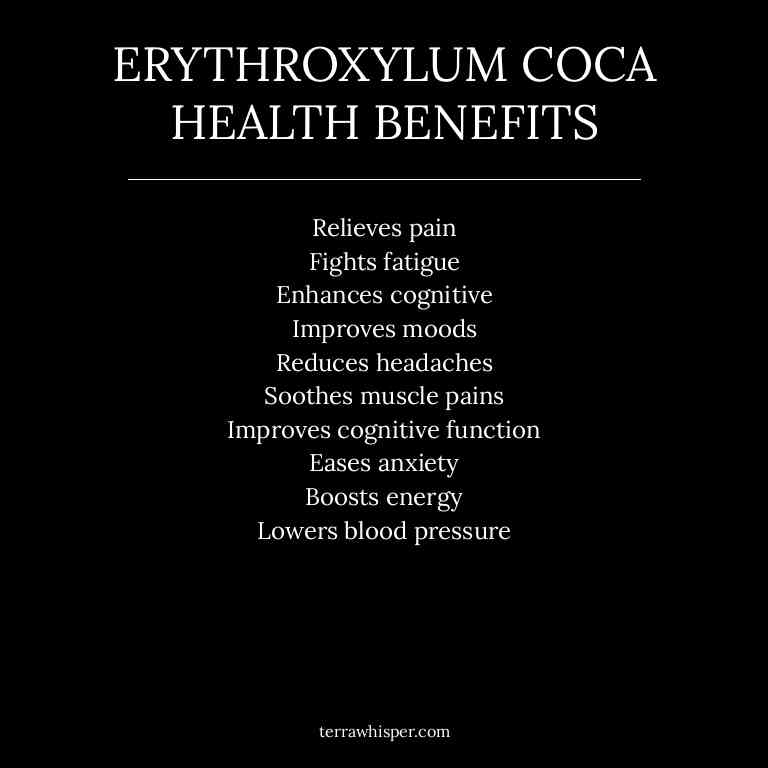 ERYTHROXYLUM COCA
HEALTH BENEFITS
Relieves pain
Fights fatigue
Enhances cognitive
Improves moods
Reduces headaches
Soothes muscle pains
Improves cognitive function
Eases anxiety
Boosts energy
Lowers blood pressure
terrawhisper.com